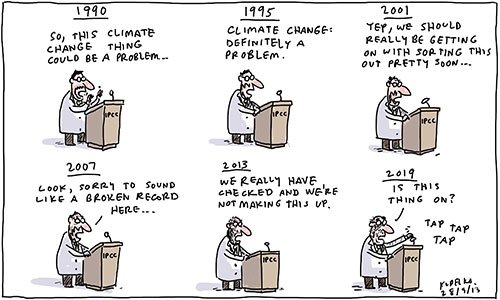 1990
SO, THIS CLIMATE
CHANGE THING
COULD BE A PROBLEM...
IPCC
1995
CLIMATE CHANGE:
DEFINITELY A
PROBLEM.
IPCC
2001
YEP, WE SHOULD
REALLY BE GETTING
ON WITH SORTING THIS
OUT PRETTY SOON...
IPCC
2007
LOOK, SORRY TO SOUND
LIKE A BROKEN RECORD
HERE...
IPCC
2013
WE REALLY HAVE
CHECKED AND WE'RE
NOT MAKING THIS UP.
IPCC
2019
IS THIS
THING ON?
TAP TAP
TAP
IPCC
28/9/13